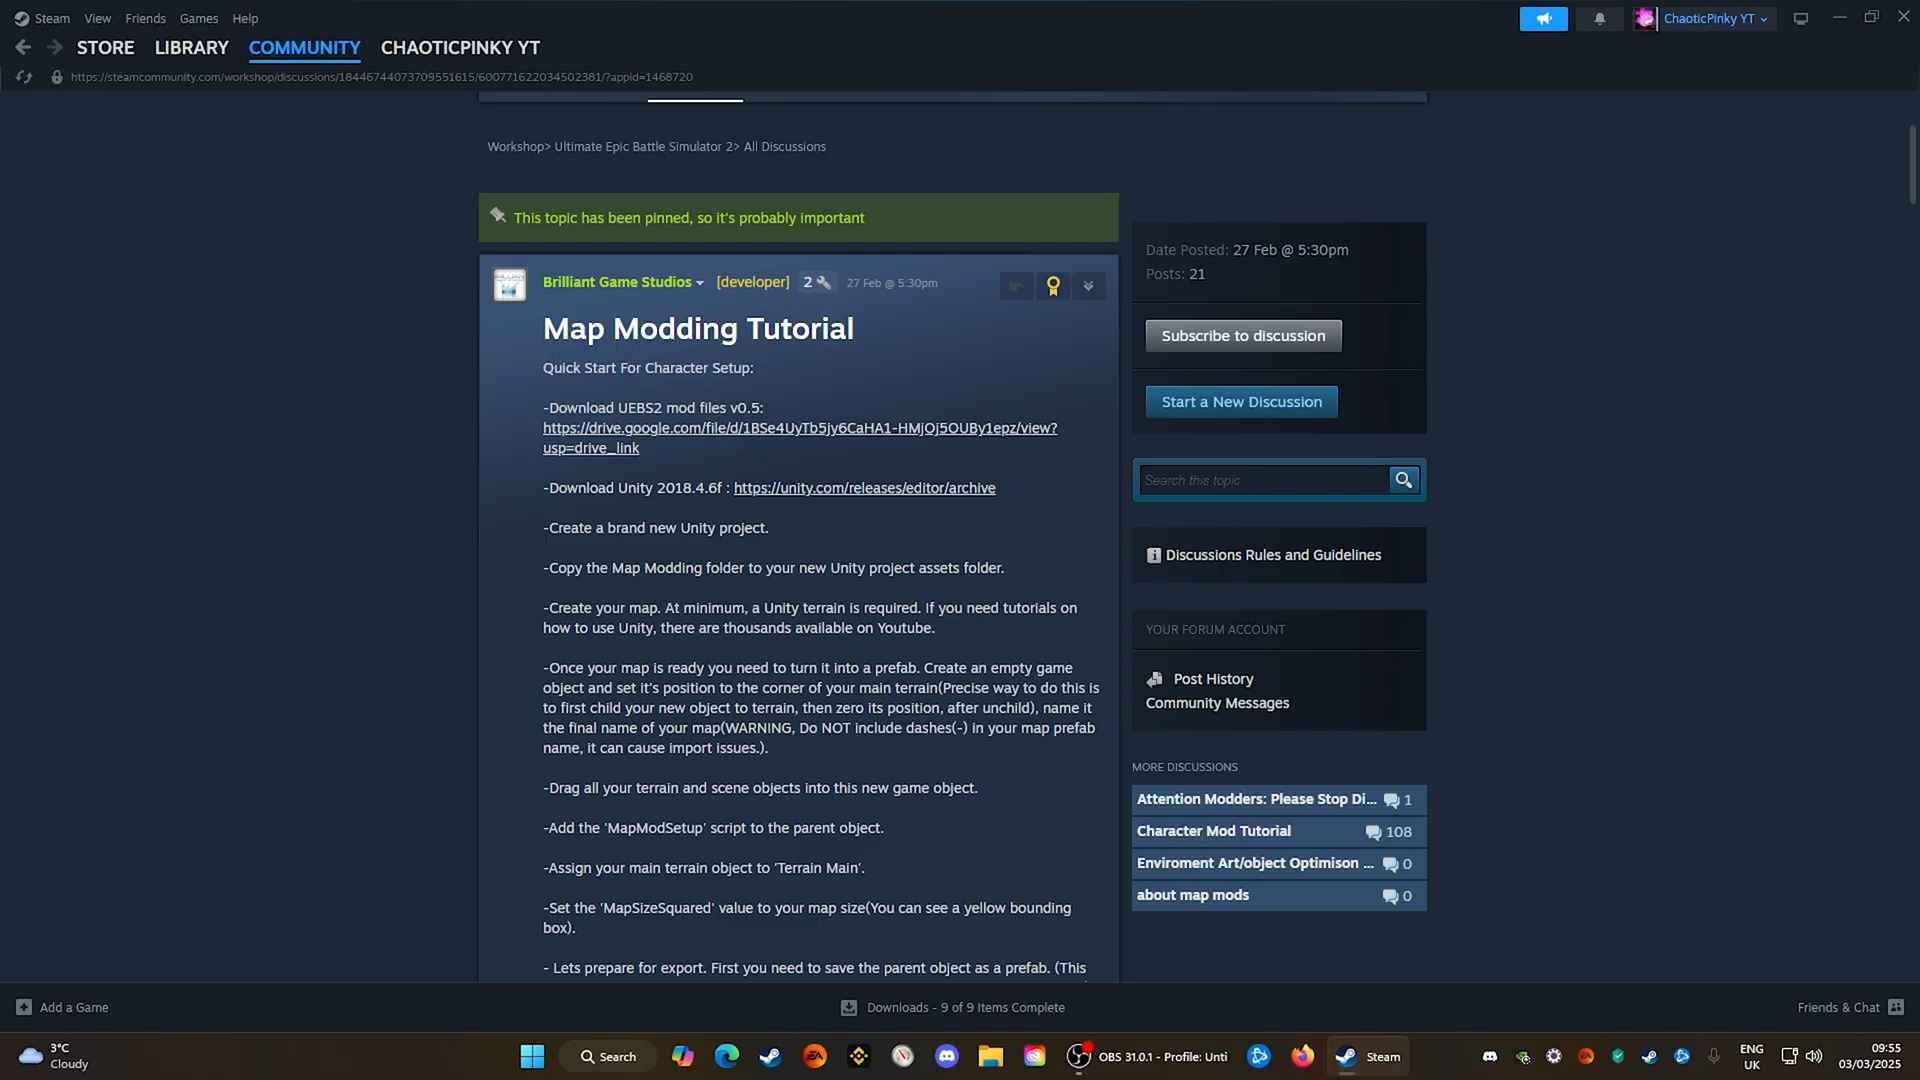 Steam View Friends Games Help
ChaoticPinky YT
STORE LIBRARY COMMUNITY CHAOTICPINKY YT
https://steamcommunity.com/workshop/discussions/18446744073709551615/600771622034502381/?appid=1468720
Workshop> Ultimate Epic Battle Simulator 2> All Discussions
This topic has been pinned, so it's probably important
Brilliant Game Studios [developer] 2 27 Feb @ 5:30pm
Map Modding Tutorial
Quick Start For Character Setup:
-Download UEBS2 mod files v0.5:
https://drive.google.com/file/d/1BSe4UyTb5jy6CaHA1-HMjOj5OUBy1epz/view?
usp=drive_link
-Download Unity 2018.4.6f : https://unity.com/releases/editor/archive
-Create a brand new Unity project.
-Copy the Map Modding folder to your new Unity project assets folder.
-Create your map. At minimum, a Unity terrain is required. If you need tutorials on
how to use Unity, there are thousands available on Youtube.
-Once your map is ready you need to turn it into a prefab. Create an empty game
object and set it's position to the corner of your main terrain(Precise way to do this is
to first child your new object to terrain, then zero its position, after unchild), name it
the final name of your map(WARNING, Do NOT include dashes(-) in your map prefab
name, it can cause import issues.).
-Drag all your terrain and scene objects into this new game object.
-Add the 'MapModSetup' script to the parent object.
-Assign your main terrain object to 'Terrain Main'.
-Set the 'MapSizeSquared' value to your map size(You can see a yellow bounding
box).
- Lets prepare for export. First you need to save the parent object as a prefab. (This
Date Posted: 27 Feb @ 5:30pm
Posts: 21
Subscribe to discussion
Start a New Discussion
Search this topic
Discussions Rules and Guidelines
YOUR FORUM ACCOUNT
Post History
Community Messages
MORE DISCUSSIONS
Attention Modders: Please Stop Di... 1
Character Mod Tutorial 108
Enviroment Art/object Optimison ... 0
about map mods 0
Add a Game
Downloads - 9 of 9 Items Complete
Friends & Chat
3°C
Cloudy
Search
OBS 31.0.1 - Profile: Unti
Steam
ENG
UK
09:55
03/03/2025